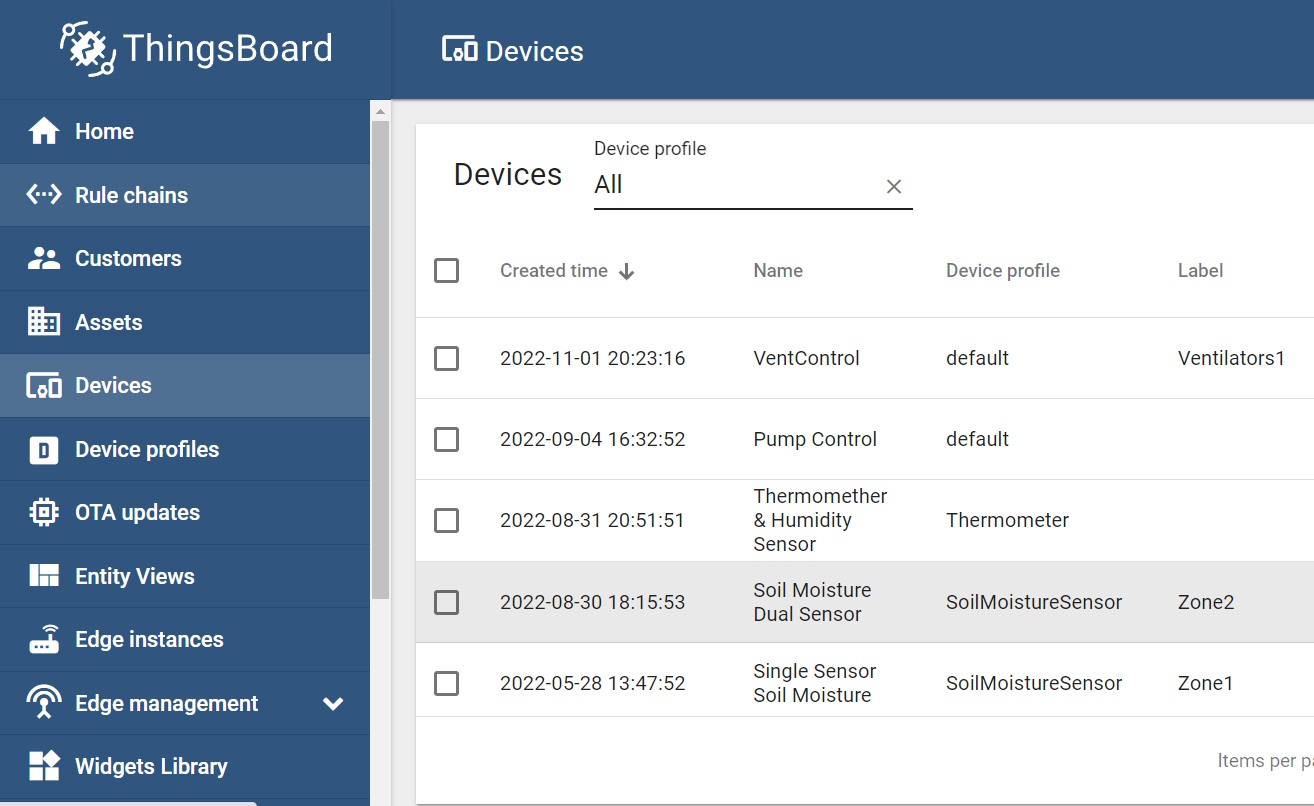 ThingsBoard
Devices
Home
Rule chains
Customers
Assets
Devices
Device profiles
D
OTA updates
Entity Views
Edge instances
Edge management
Widgets Library
Devices
Device profile
All
Created time
Name
Device profile
Label
2022-11-01 20:23:16
VentControl
default
Ventilators1
2022-09-04 16:32:52
Pump Control
default
2022-08-31 20:51:51
Thermomether
& Humidity
Sensor
Thermometer
2022-08-30 18:15:53
Soil Moisture
Dual Sensor
SoilMoistureSensor
Zone2
2022-05-28 13:47:52
Single Sensor
Soil Moisture
SoilMoistureSensor
Zone1
Items per pa